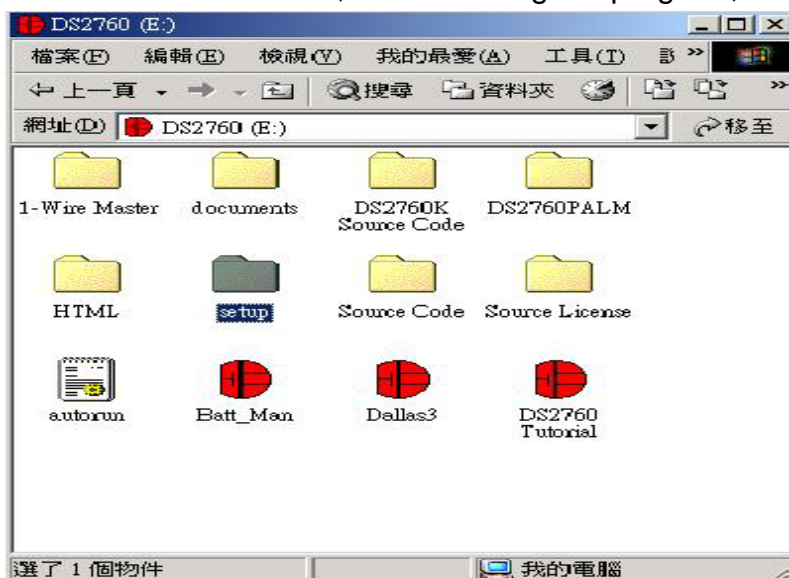 DS2760 (E:)
檔案(F) 編輯(E) 檢視(V) 我的最愛(A) 工具(T) »
上一頁 搜尋 資料夾 »
網址(D) DS2760 (E:) 移至
1-Wire Master documents DS2760K DS2760PALM
Source Code
HTML setup Source Code Source License
autorun Batt_Man Dallas3 DS2760
Tutorial
選了 1 個物件 我的電腦